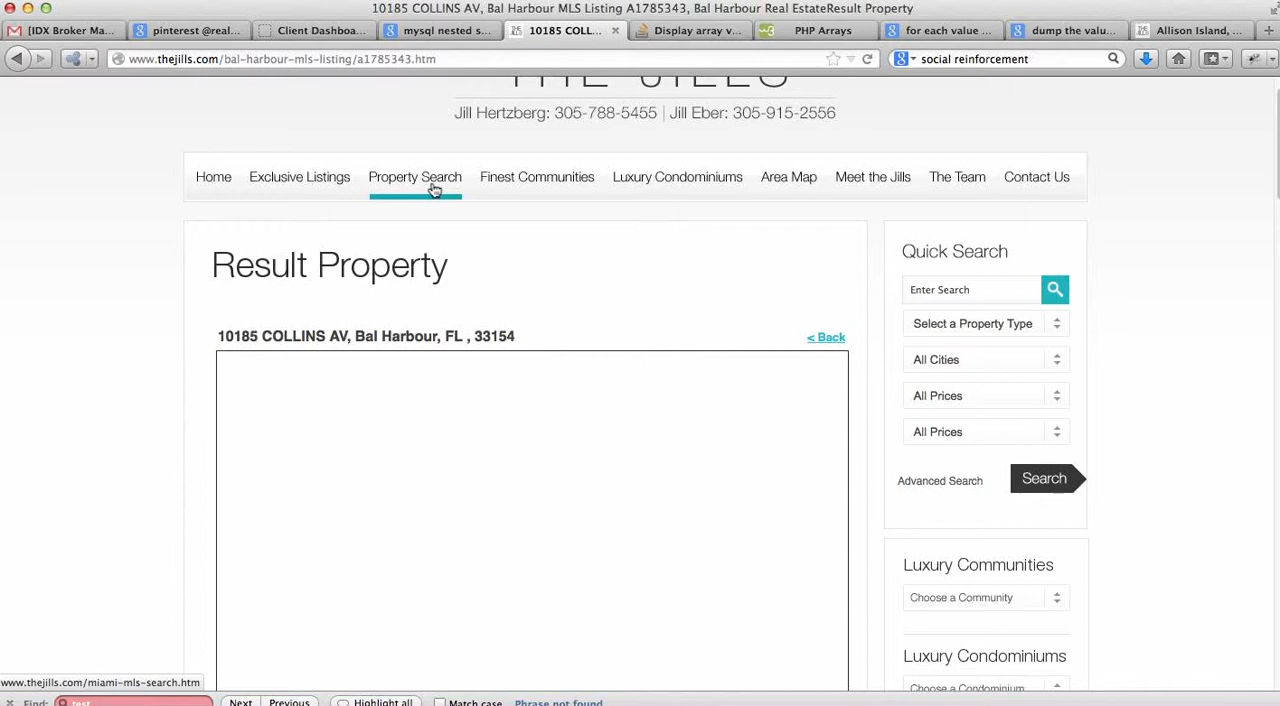 10185 COLLINS AV, Bal Harbour MLS Listing A1785343, Bal Harbour Real EstateResult Property
[IDX Broker Ma...
pinterest @real...
Client Dashboa...
mysql nested s...
10185 COLL...
Display array v...
PHP Arrays
for each value ...
dump the valu...
Allison Island, ...
www.thejills.com/bal-harbour-mls-listing/a1785343.htm
social reinforcement
THE JILLS
Jill Hertzberg: 305-788-5455 | Jill Eber: 305-915-2556
Home Exclusive Listings Property Search Finest Communities Luxury Condominiums Area Map Meet the Jills The Team Contact Us
Result Property
10185 COLLINS AV, Bal Harbour, FL , 33154
< Back
Quick Search
Enter Search
Select a Property Type
All Cities
All Prices
All Prices
Advanced Search
Search
Luxury Communities
Choose a Community
Luxury Condominiums
Choose a Condominium
www.thejills.com/miami-mls-search.htm
Find: test Next Previous Highlight all Match case Phrase not found